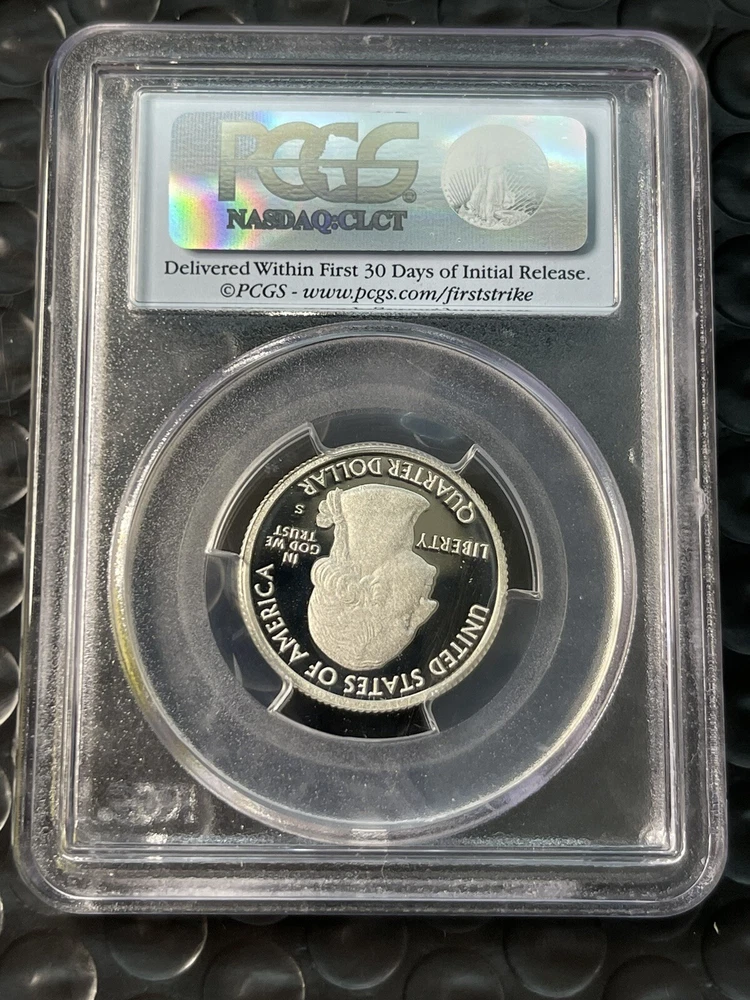 PCGS
NASDAQ:CLCT
Delivered Within First 30 Days of Initial Release.
©PCGS - www.pcgs.com/firststrike
UNITED STATES OF AMERICA
LIBERTY
IN
GOD WE
TRUST
S
QUARTER DOLLAR
PCGS